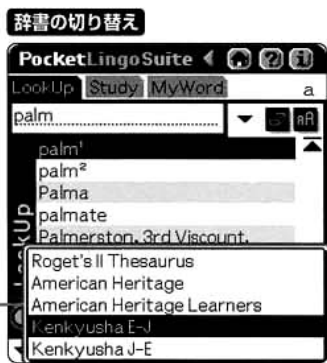 辞書の切り替え
PocketLingoSuite
LookUp Study MyWord a
palm
aA
palm¹
palm²
Palma
palmate
Palmerston, 3rd Viscount.
LookUp
Roget's II Thesaurus
American Heritage
American Heritage Learners
Kenkyusha E-J
Kenkyusha J-E